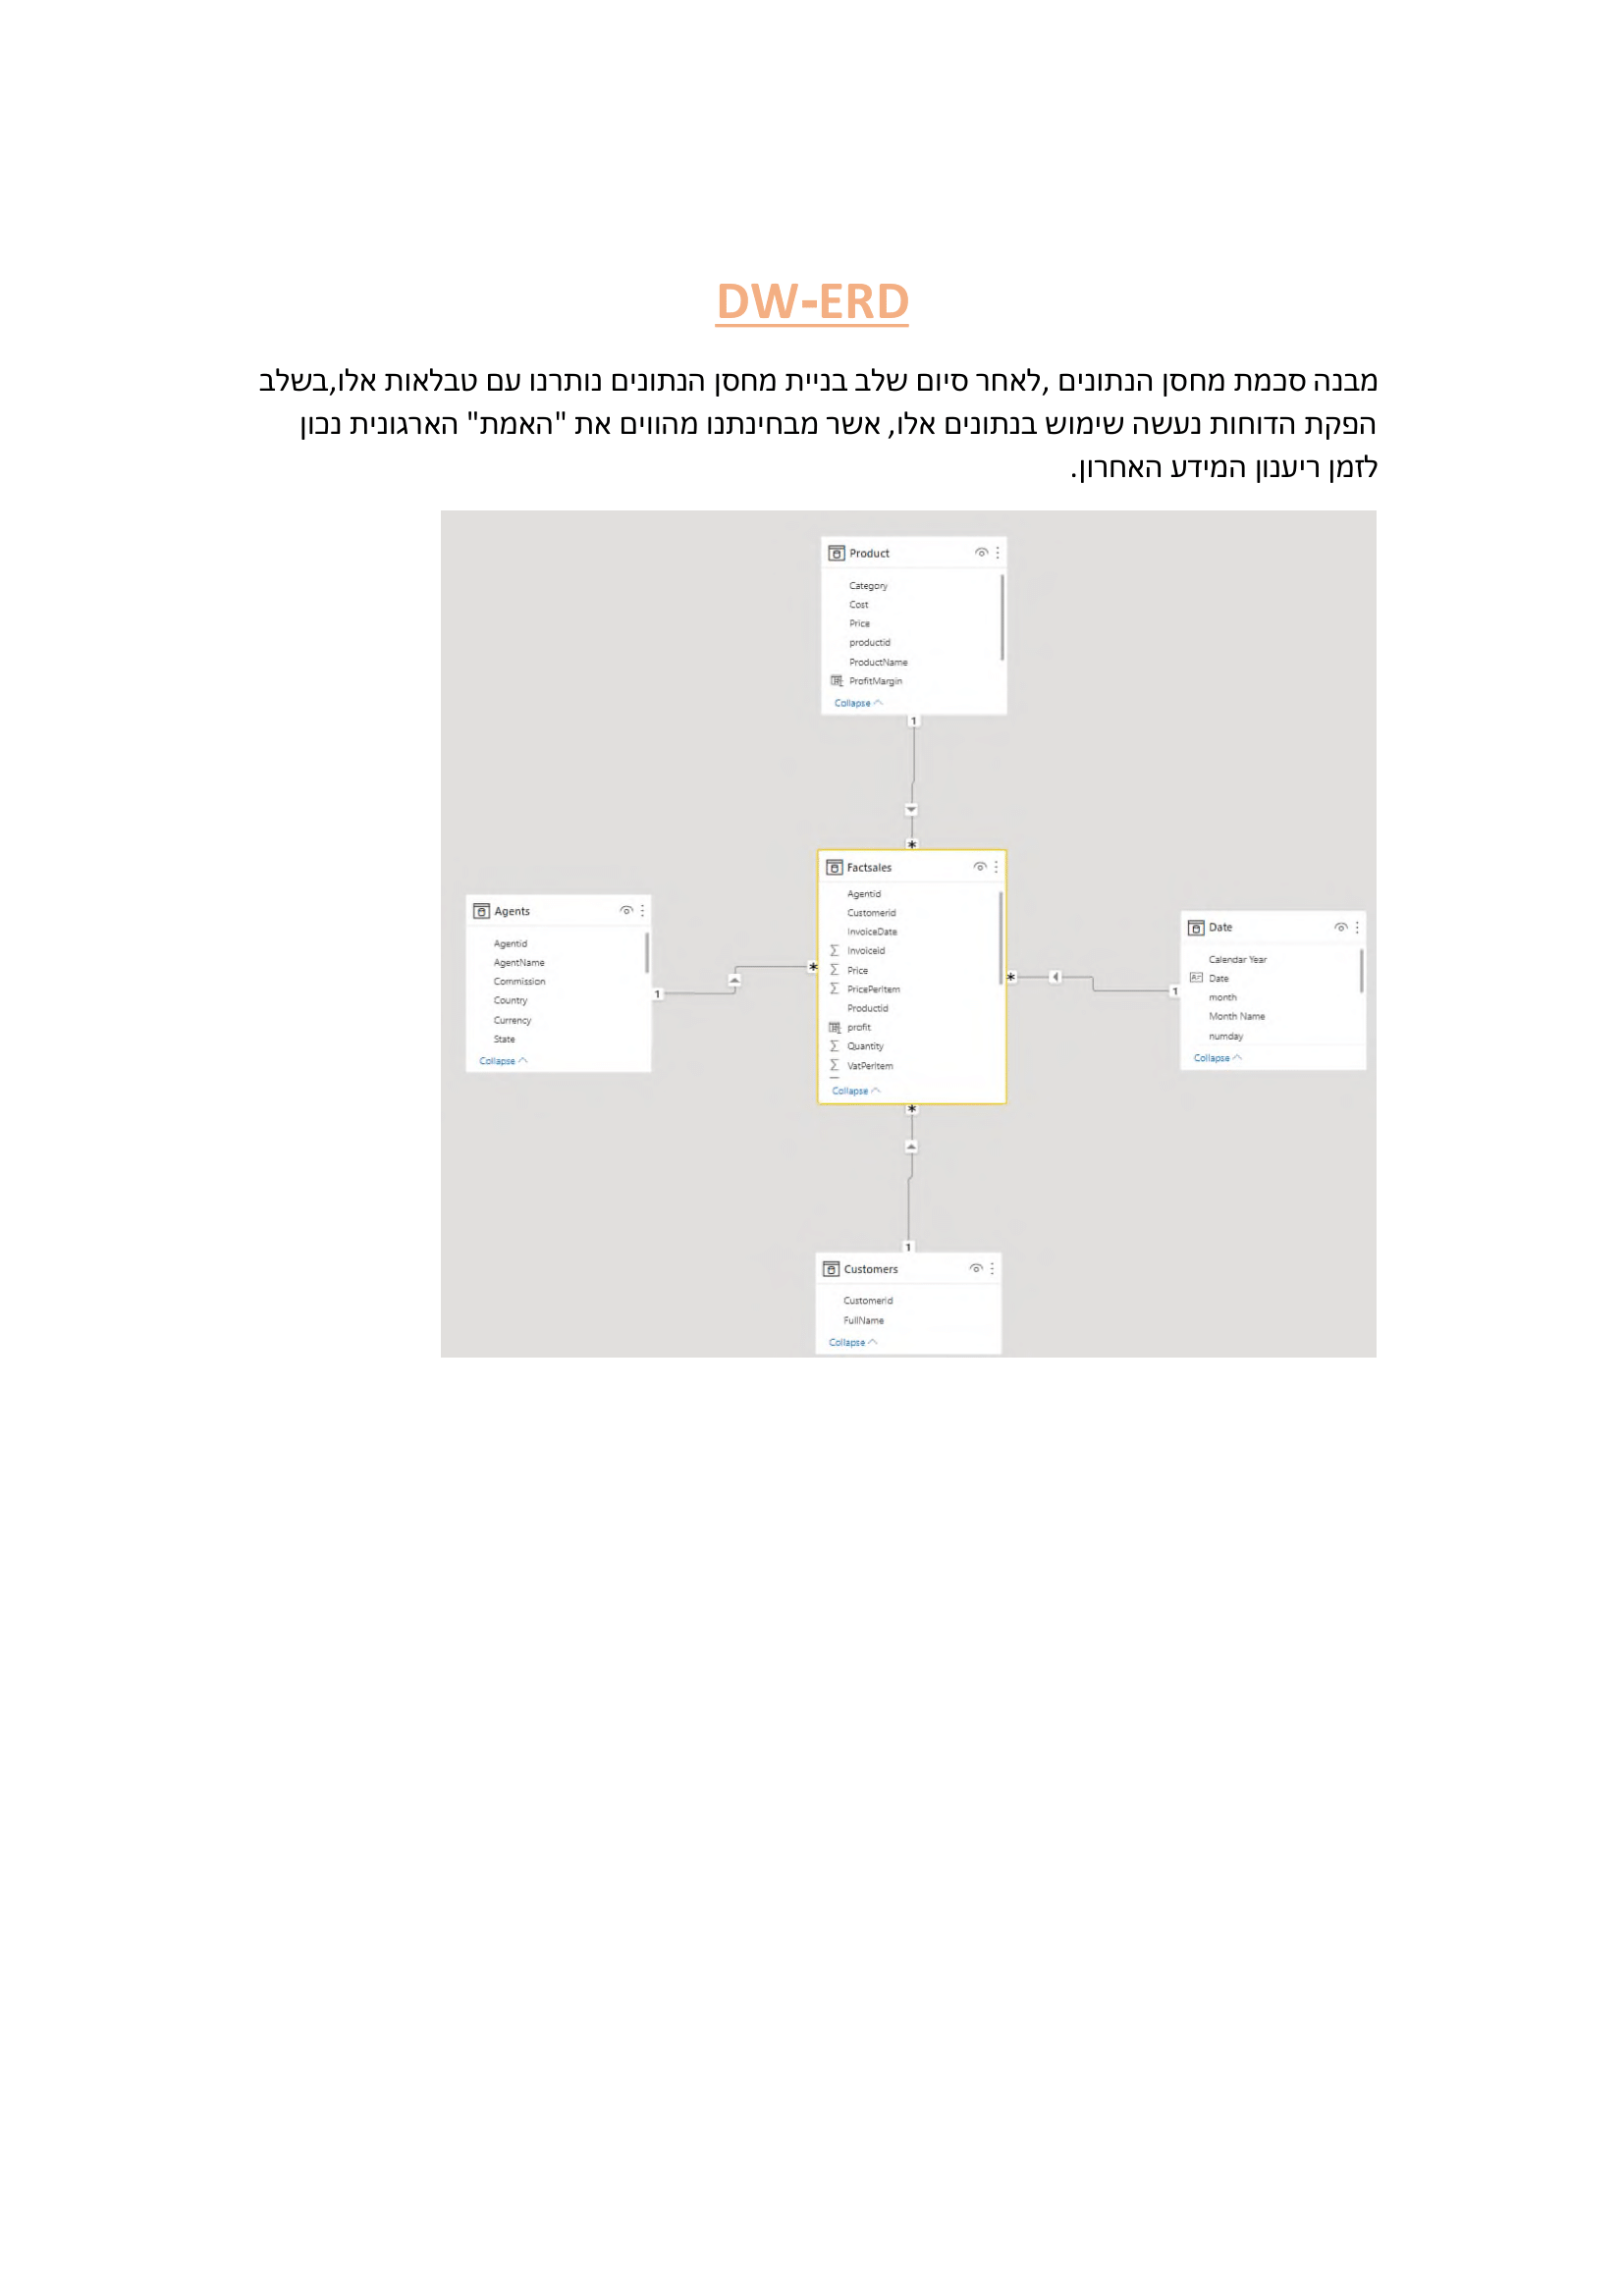 DW-ERD
מבנה סכמת מחסן הנתונים ,לאחר סיום שלב בניית מחסן הנתונים נותרנו עם טבלאות אלו,בשלב
הפקת הדוחות נעשה שימוש בנתונים אלו, אשר מבחינתנו מהווים את "האמת" הארגונית נכון
לזמן ריענון המידע האחרון.
Product
Category
Cost
Price
productid
ProductName
ProfitMargin
Collapse
1
*
Factsales
Agentid
Customerid
InvoiceDate
Invoiceid
Price
PricePerItem
Productid
profit
Quantity
VatPerItem
Collapse
Agents
Agentid
AgentName
Commission
Country
Currency
State
Collapse
1
*
Date
Calendar Year
Date
month
Month Name
numday
Collapse
*
1
*
1
Customers
Customerid
FullName
Collapse